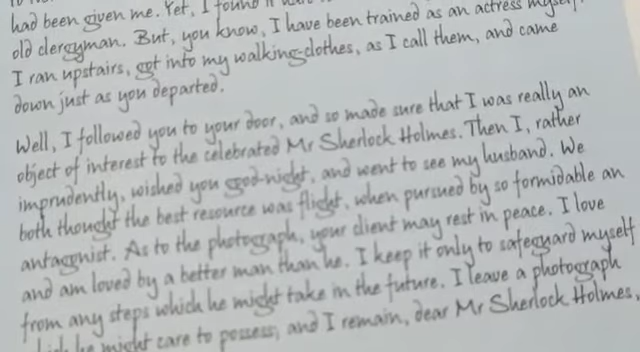 had been given me. Yet, I found it
old clergyman. But, you know, I have been trained as an actress myself.
I ran upstairs, got into my walking-clothes, as I call them, and came
down just as you departed.
Well, I followed you to your door, and so made sure that I was really an
object of interest to the celebrated Mr Sherlock Holmes. Then I, rather
imprudently, wished you good-night, and went to see my husband. We
both thought the best resource was flight, when pursued by so formidable an
antagonist. As to the photograph, your client may rest in peace. I love
and am loved by a better man than he. I keep it only to safeguard myself
from any steps which he might take in the future. I leave a photograph
which he might care to possess; and I remain, dear Mr Sherlock Holmes,